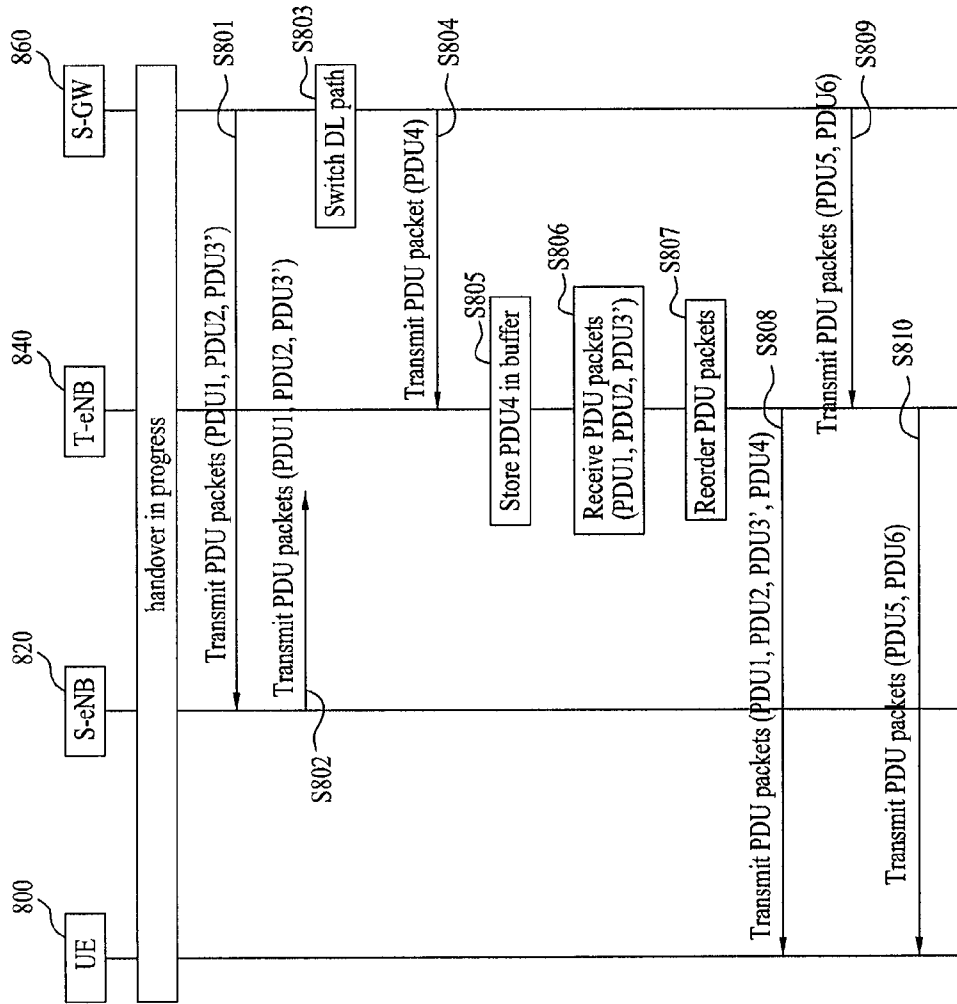 800
820
840
860
UE
S-eNB
T-eNB
S-GW
handover in progress
S801
Transmit PDU packets (PDU1, PDU2, PDU3’)
Transmit PDU packets (PDU1, PDU2, PDU3’)
S802
S803
Switch DL path
Transmit PDU packet (PDU4)
S804
S805
Store PDU4 in buffer
S806
Receive PDU packets
(PDU1, PDU2, PDU3’)
S807
Reorder PDU packets
Transmit PDU packets (PDU1, PDU2, PDU3’, PDU4)
S808
Transmit PDU packets (PDU5, PDU6)
S809
Transmit PDU packets (PDU5, PDU6)
S810